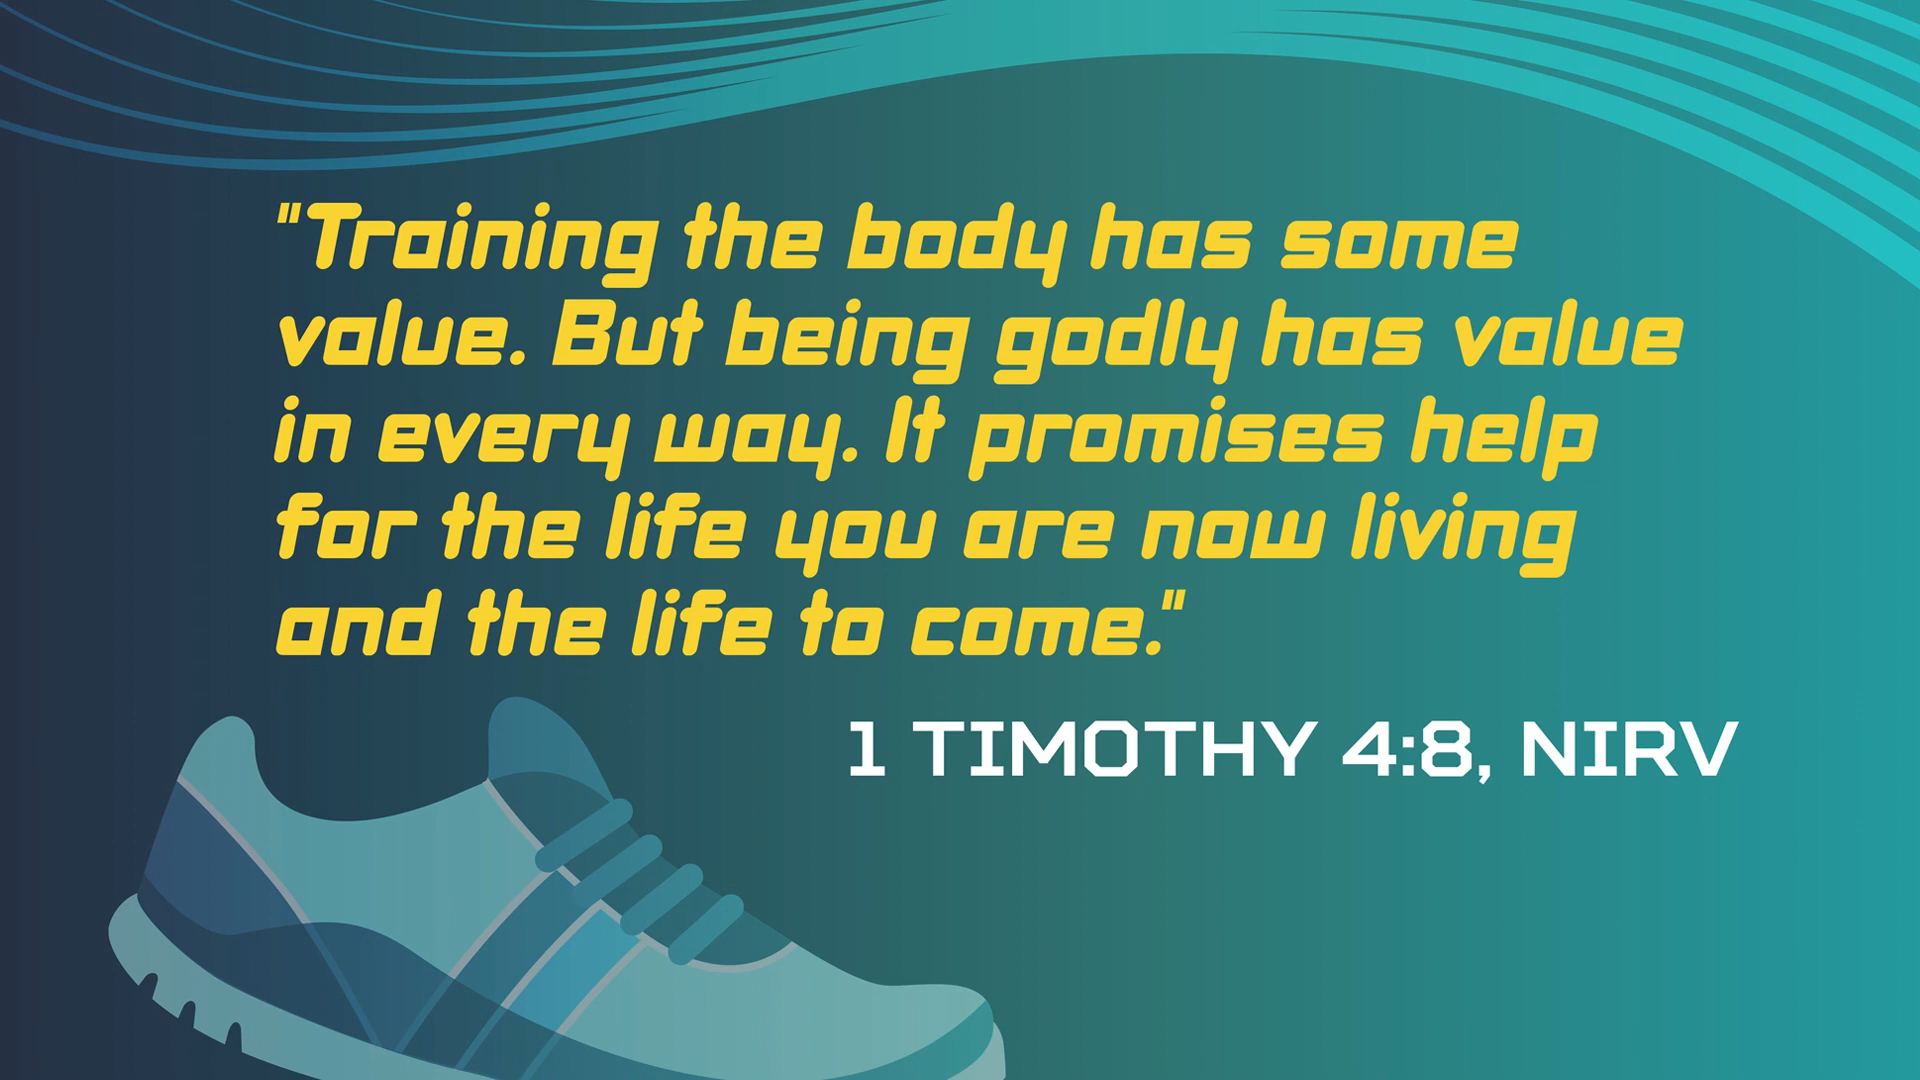 "Training the body has some
value. But being godly has value
in every way. It promises help
for the life you are now living
and the life to come."
1 TIMOTHY 4:8, NIRV